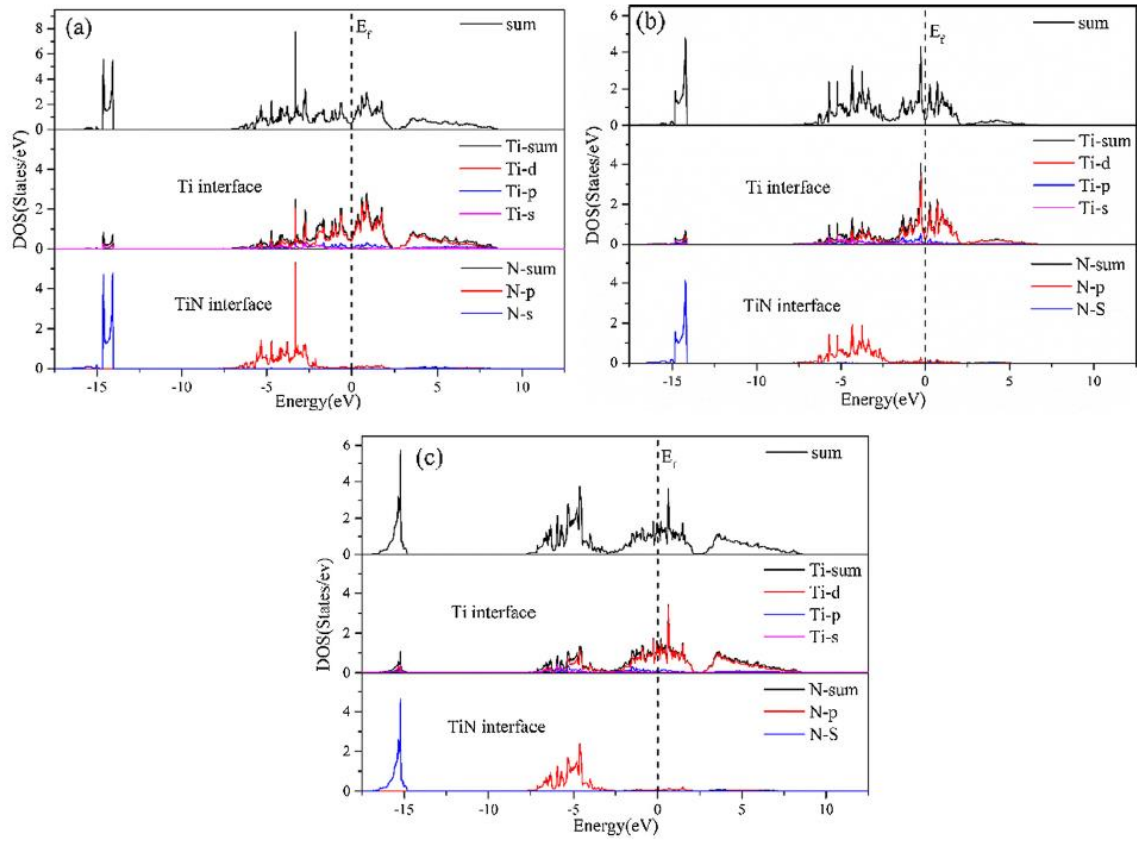 (a)
E_f
sum
DOS(States/eV)
8
6
4
2
0
Ti interface
Ti-sum
Ti-d
Ti-p
Ti-s
4
2
0
TiN interface
N-sum
N-p
N-s
4
2
0
-15 -10 -5 0 5 10
Energy(eV)
(b)
E_f
sum
DOS(States/eV)
6
4
2
0
Ti interface
Ti-sum
Ti-d
Ti-p
Ti-s
4
2
0
TiN interface
N-sum
N-p
N-S
4
2
0
-15 -10 -5 0 5 10
Energy(eV)
(c)
E_f
sum
DOS(States/ev)
6
4
2
0
Ti interface
Ti-sum
Ti-d
Ti-p
Ti-s
4
2
0
TiN interface
N-sum
N-p
N-S
4
2
0
-15 -10 -5 0 5 10
Energy(eV)